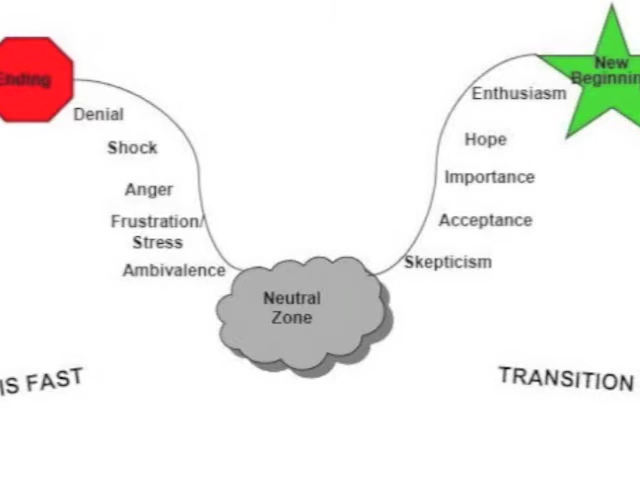 Ending
New
Beginnin
Denial
Enthusiasm
Shock
Hope
Anger
Importance
Frustration/
Stress
Acceptance
Ambivalence
Skepticism
Neutral
Zone
IS FAST
TRANSITION